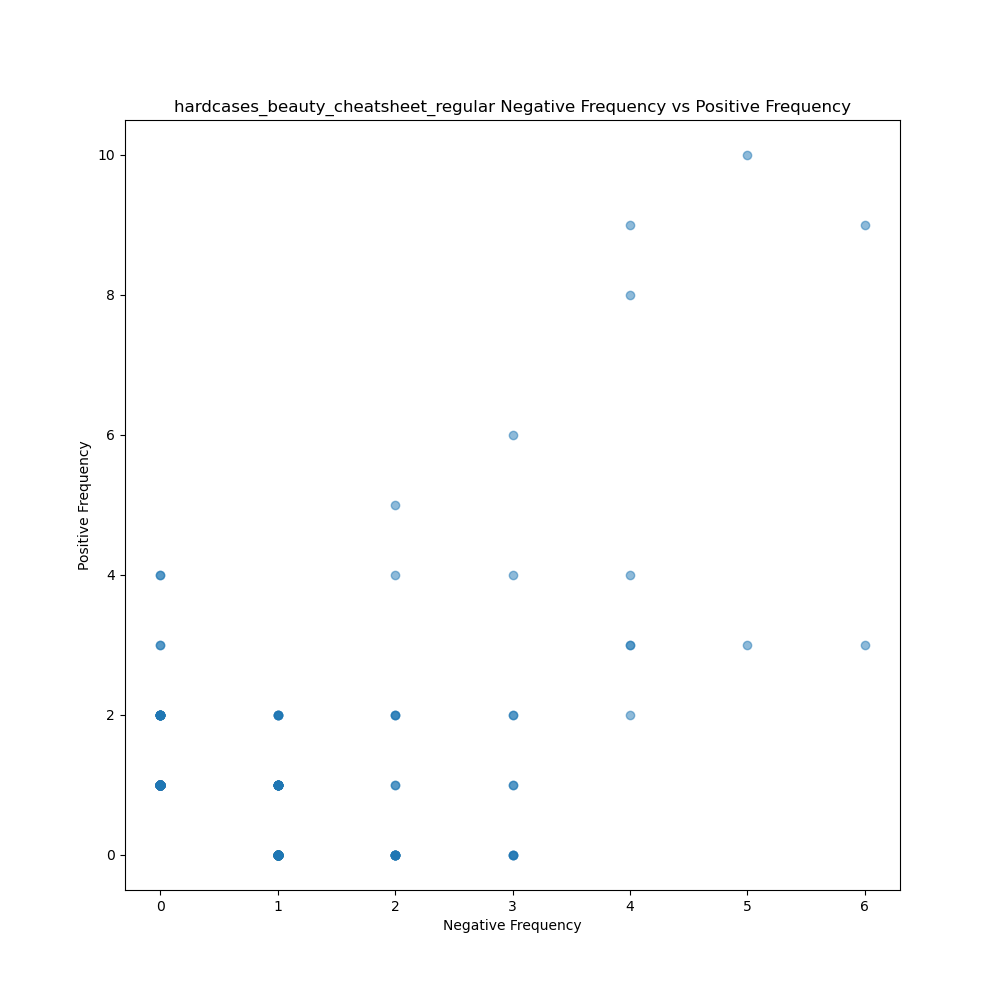 hardcases_beauty_cheatsheet_regular Negative Frequency vs Positive Frequency
10
8
6
4
2
0
Positive Frequency
0 1 2 3 4 5 6
Negative Frequency